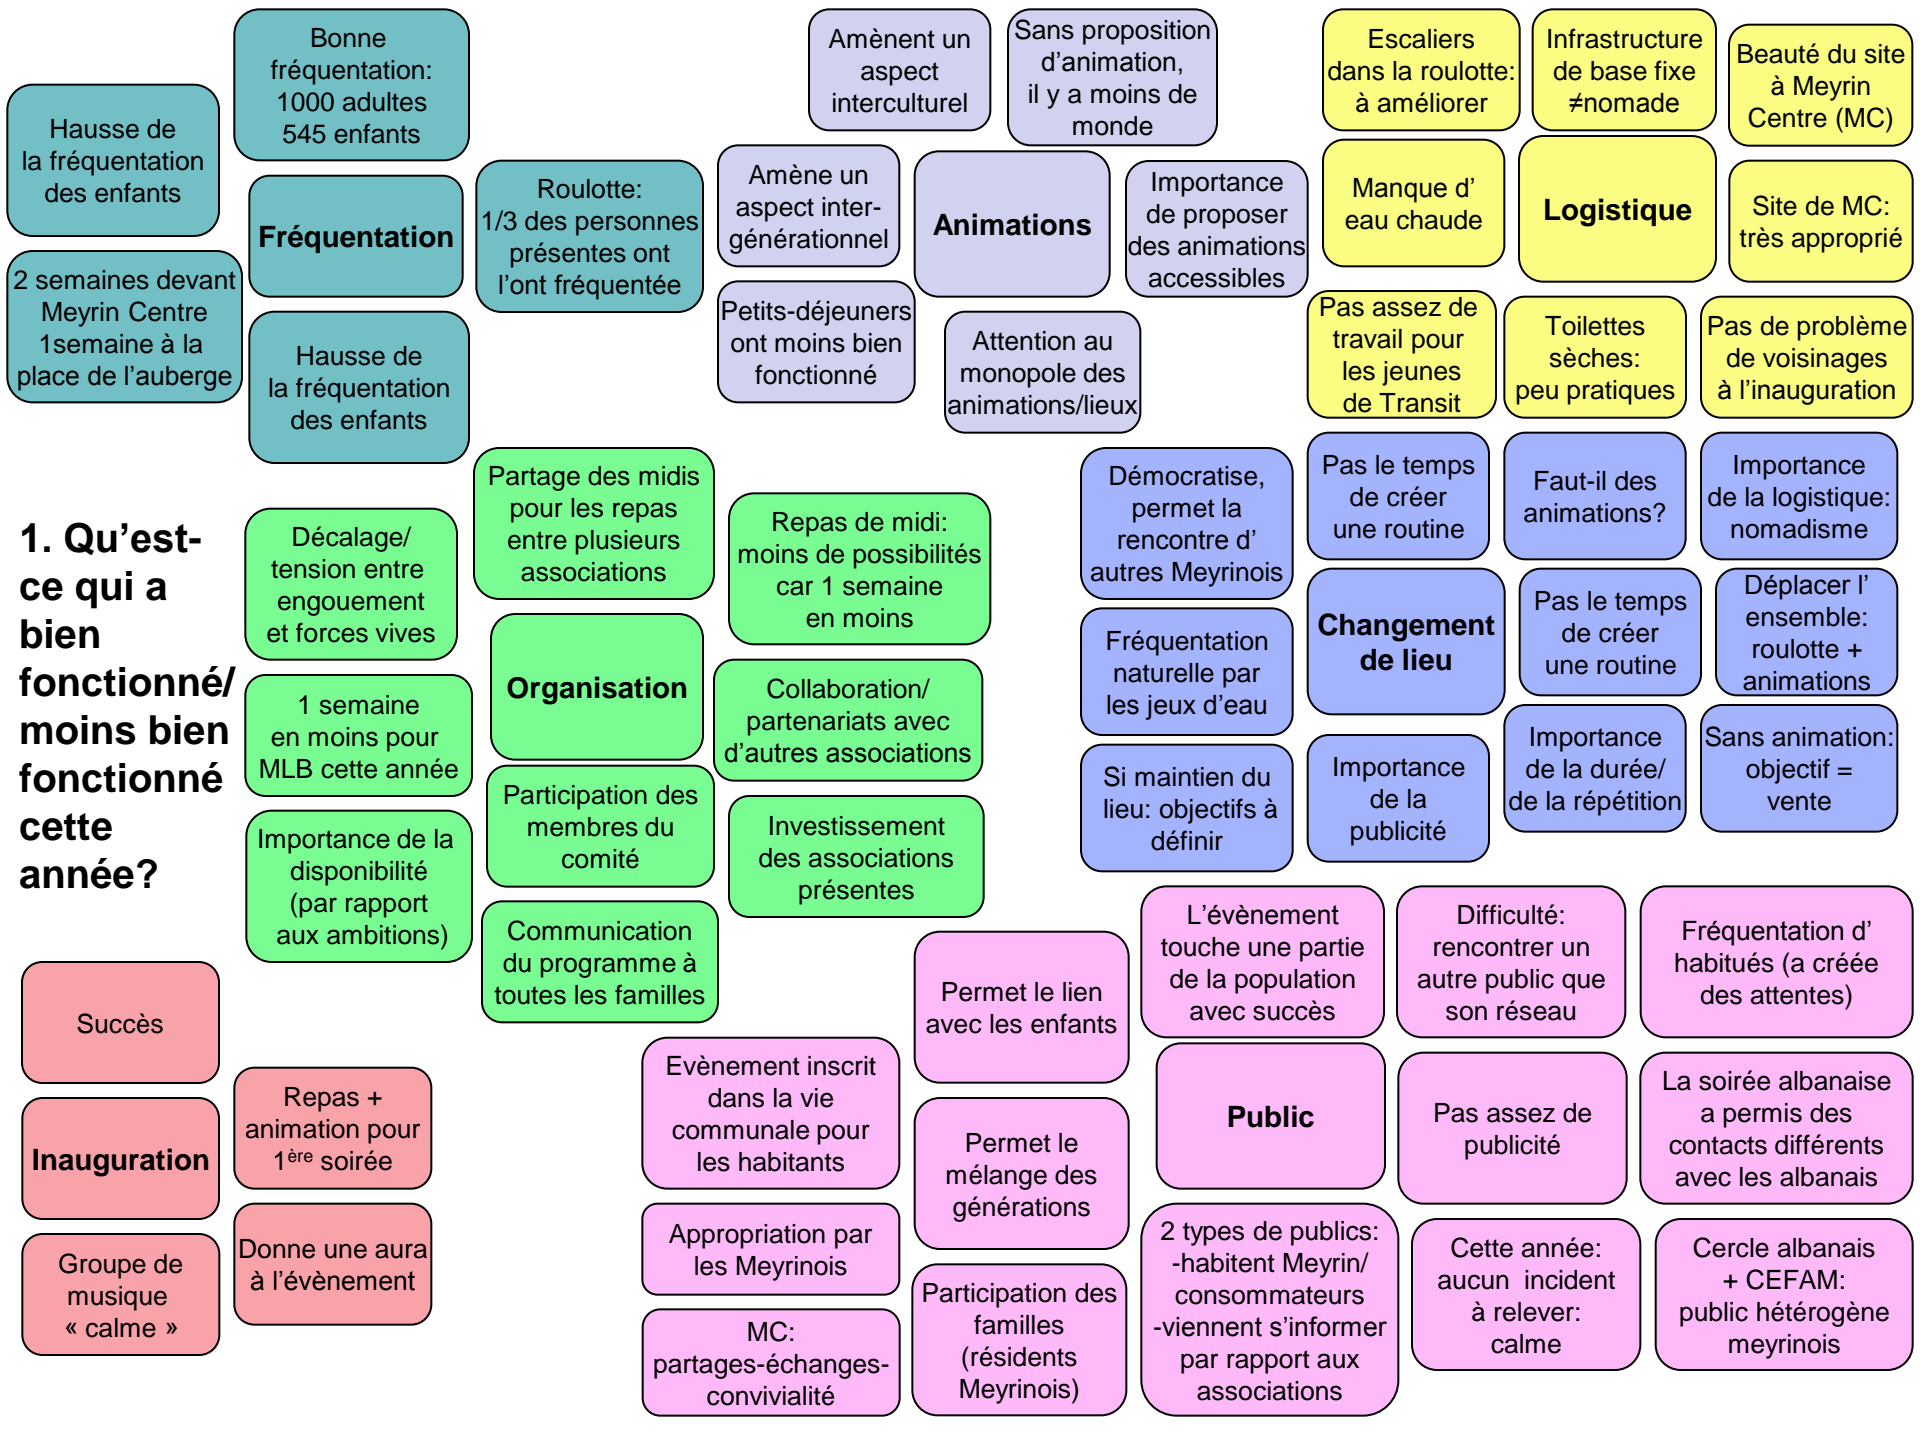 Bonne
fréquentation:
1000 adultes
545 enfants
Hausse de
la fréquentation
des enfants
Fréquentation
Roulotte:
1/3 des personnes
présentes ont
l’ont fréquentée
2 semaines devant
Meyrin Centre
1semaine à la
place de l’auberge
Hausse de
la fréquentation
des enfants
Amènent un
aspect
interculturel
Sans proposition
d’animation,
il y a moins de
monde
Amène un
aspect inter-
générationnel
Animations
Importance
de proposer
des animations
accessibles
Petits-déjeuners
ont moins bien
fonctionné
Attention au
monopole des
animations/lieux
Escaliers
dans la roulotte:
à améliorer
Infrastructure
de base fixe
≠nomade
Beauté du site
à Meyrin
Centre (MC)
Manque d’
eau chaude
Logistique
Site de MC:
très approprié
Pas assez de
travail pour
les jeunes
de Transit
Toilettes
sèches:
peu pratiques
Pas de problème
de voisinages
à l’inauguration
1. Qu’est-
ce qui a
bien
fonctionné/
moins bien
fonctionné
cette
année?
Partage des midis
pour les repas
entre plusieurs
associations
Décalage/
tension entre
engouement
et forces vives
Repas de midi:
moins de possibilités
car 1 semaine
en moins
Organisation
1 semaine
en moins pour
MLB cette année
Collaboration/
partenariats avec
d’autres associations
Participation des
membres du
comité
Importance de la
disponibilité
(par rapport
aux ambitions)
Investissement
des associations
présentes
Communication
du programme à
toutes les familles
Démocratise,
permet la
rencontre d’
autres Meyrinois
Pas le temps
de créer
une routine
Faut-il des
animations?
Importance
de la logistique:
nomadisme
Fréquentation
naturelle par
les jeux d’eau
Changement
de lieu
Pas le temps
de créer
une routine
Déplacer l’
ensemble:
roulotte +
animations
Si maintien du
lieu: objectifs à
définir
Importance
de la
publicité
Importance
de la durée/
de la répétition
Sans animation:
objectif =
vente
Succès
Inauguration
Repas +
animation pour
1ère soirée
Groupe de
musique
« calme »
Donne une aura
à l’évènement
Permet le lien
avec les enfants
L’évènement
touche une partie
de la population
avec succès
Difficulté:
rencontrer un
autre public que
son réseau
Fréquentation d’
habitués (a créée
des attentes)
Evènement inscrit
dans la vie
communale pour
les habitants
Permet le
mélange des
générations
Public
Pas assez de
publicité
La soirée albanaise
a permis des
contacts différents
avec les albanais
Appropriation par
les Meyrinois
MC:
partages-échanges-
convivialité
Participation des
familles
(résidents
Meyrinois)
2 types de publics:
-habitent Meyrin/
consommateurs
-viennent s’informer
par rapport aux
associations
Cette année:
aucun  incident
à relever:
calme
Cercle albanais
+ CEFAM:
public hétérogène
meyrinois